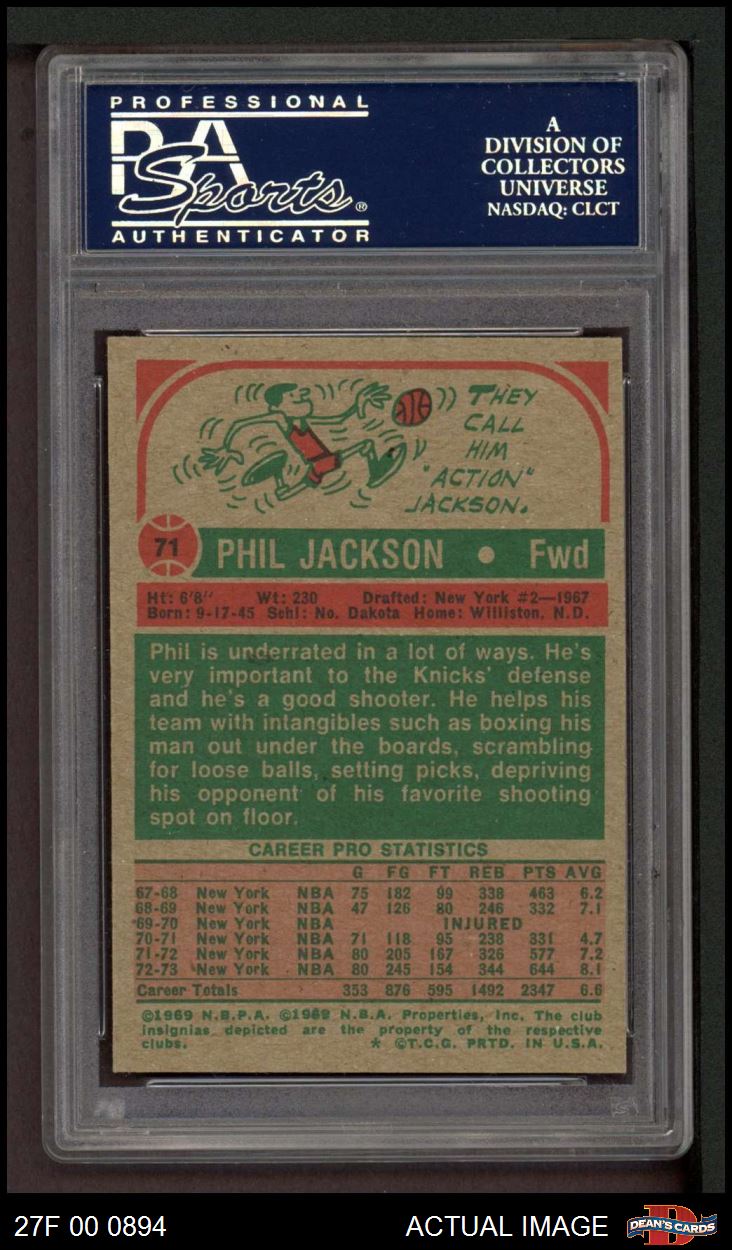 PROFESSIONAL
PSA
Sports®
AUTHENTICATOR
A
DIVISION OF
COLLECTORS
UNIVERSE
NASDAQ: CLCT
THEY
CALL
HIM
"ACTION"
JACKSON.
71 PHIL JACKSON • Fwd
Ht: 6'8" Wt: 230 Drafted: New York #2—1967
Born: 9-17-45 Schl: No. Dakota Home: Williston, N.D.
Phil is underrated in a lot of ways. He's
very important to the Knicks' defense
and he's a good shooter. He helps his
team with intangibles such as boxing his
man out under the boards, scrambling
for loose balls, setting picks, depriving
his opponent of his favorite shooting
spot on floor.
CAREER PRO STATISTICS
G FG FT REB PTS AVG
67-68 New York NBA 75 182 99 338 463 6.2
68-69 New York NBA 47 126 80 246 332 7.1
69-70 New York NBA INJURED
70-71 New York NBA 71 118 95 238 331 4.7
71-72 New York NBA 80 205 167 326 577 7.2
72-73 New York NBA 80 245 154 344 644 8.1
Career Totals 353 876 595 1492 2347 6.6
©1969 N.B.P.A. ©1969 N.B.A. Properties, Inc. The club
insignias depicted are the property of the respective
clubs. * ©T.C.G. PRTD. IN U.S.A.
27F 00 0894 ACTUAL IMAGE DEAN'S CARDS